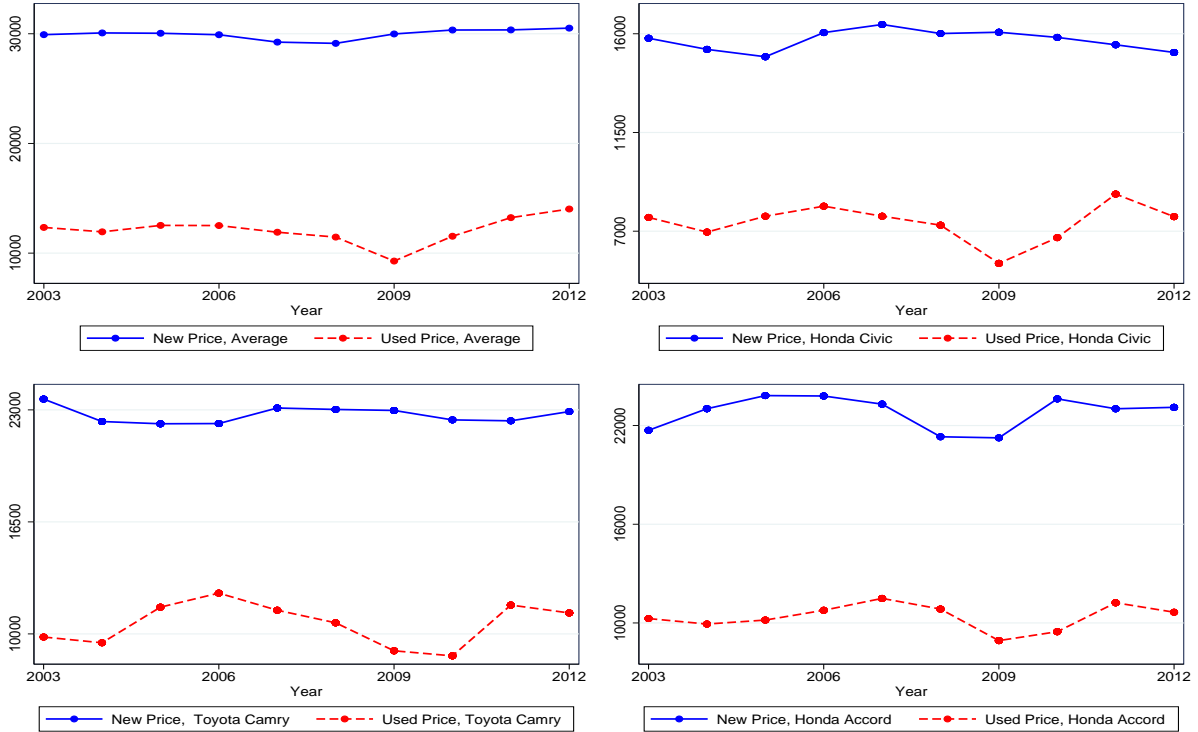 30000
20000
10000
2003 2006 2009 2012
Year
New Price, Average Used Price, Average
16000
11500
7000
2003 2006 2009 2012
Year
New Price, Honda Civic Used Price, Honda Civic
23000
16500
10000
2003 2006 2009 2012
Year
New Price, Toyota Camry Used Price, Toyota Camry
22000
16000
10000
2003 2006 2009 2012
Year
New Price, Honda Accord Used Price, Honda Accord